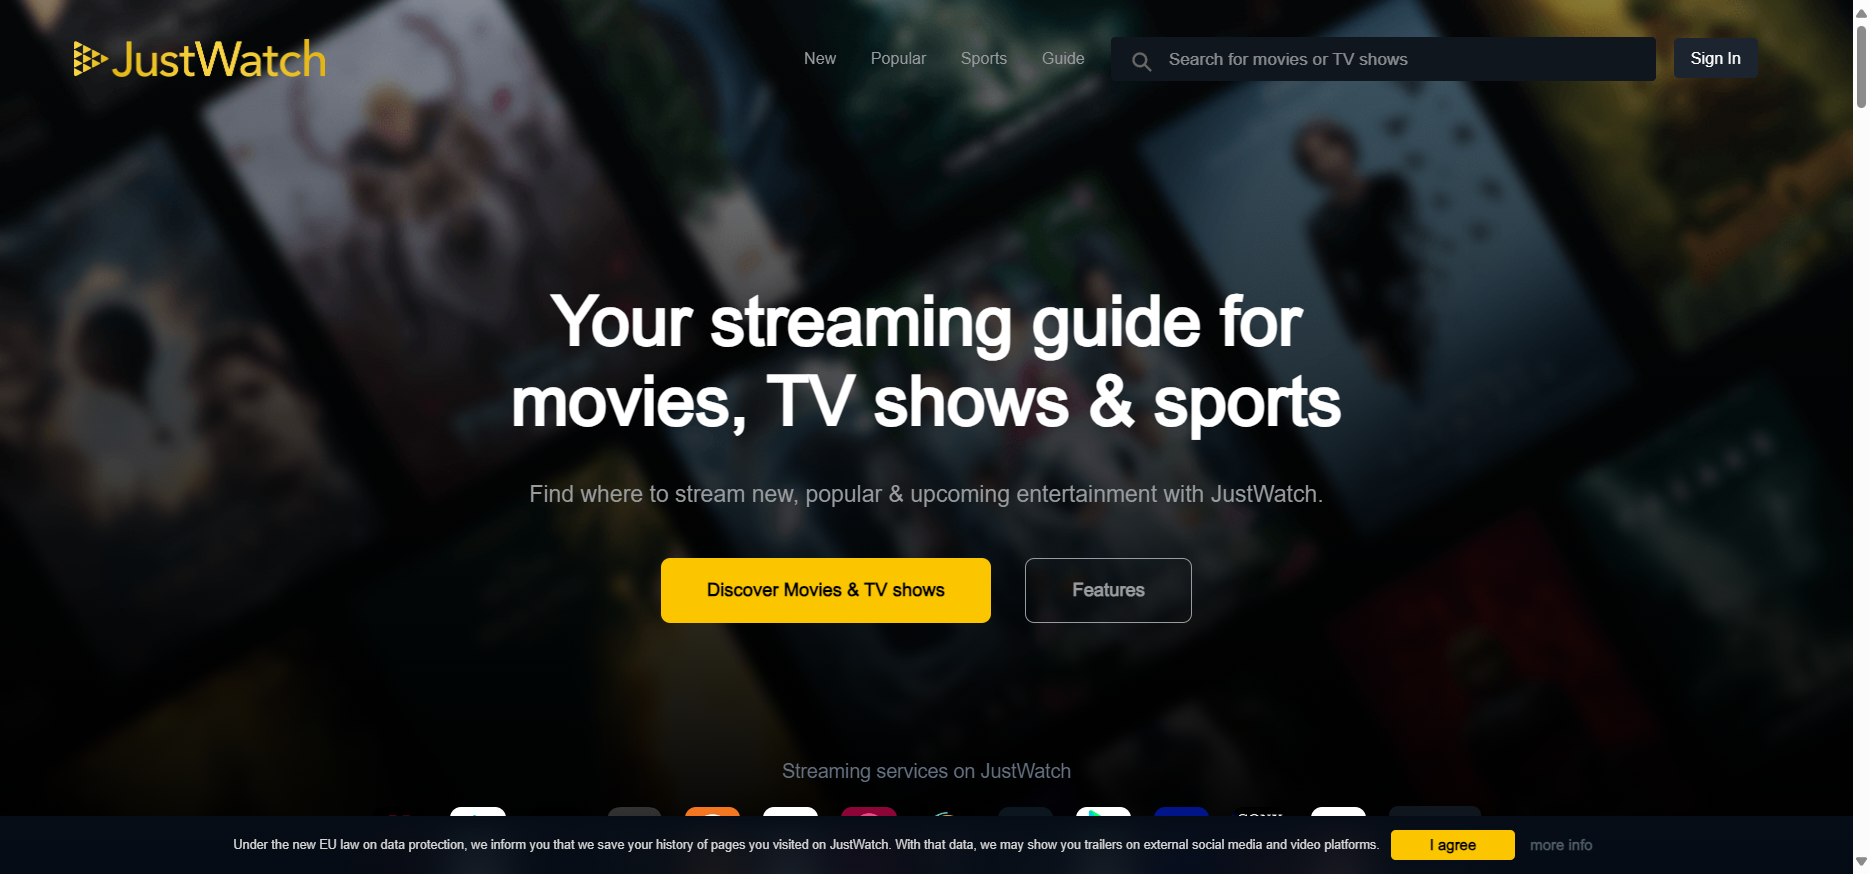 JustWatch
New
Popular
Sports
Guide
Search for movies or TV shows
Sign In
Your streaming guide for
movies, TV shows & sports
Find where to stream new, popular & upcoming entertainment with JustWatch.
Discover Movies & TV shows
Features
Streaming services on JustWatch
Under the new EU law on data protection, we inform you that we save your history of pages you visited on JustWatch. With that data, we may show you trailers on external social media and video platforms.
I agree
more info